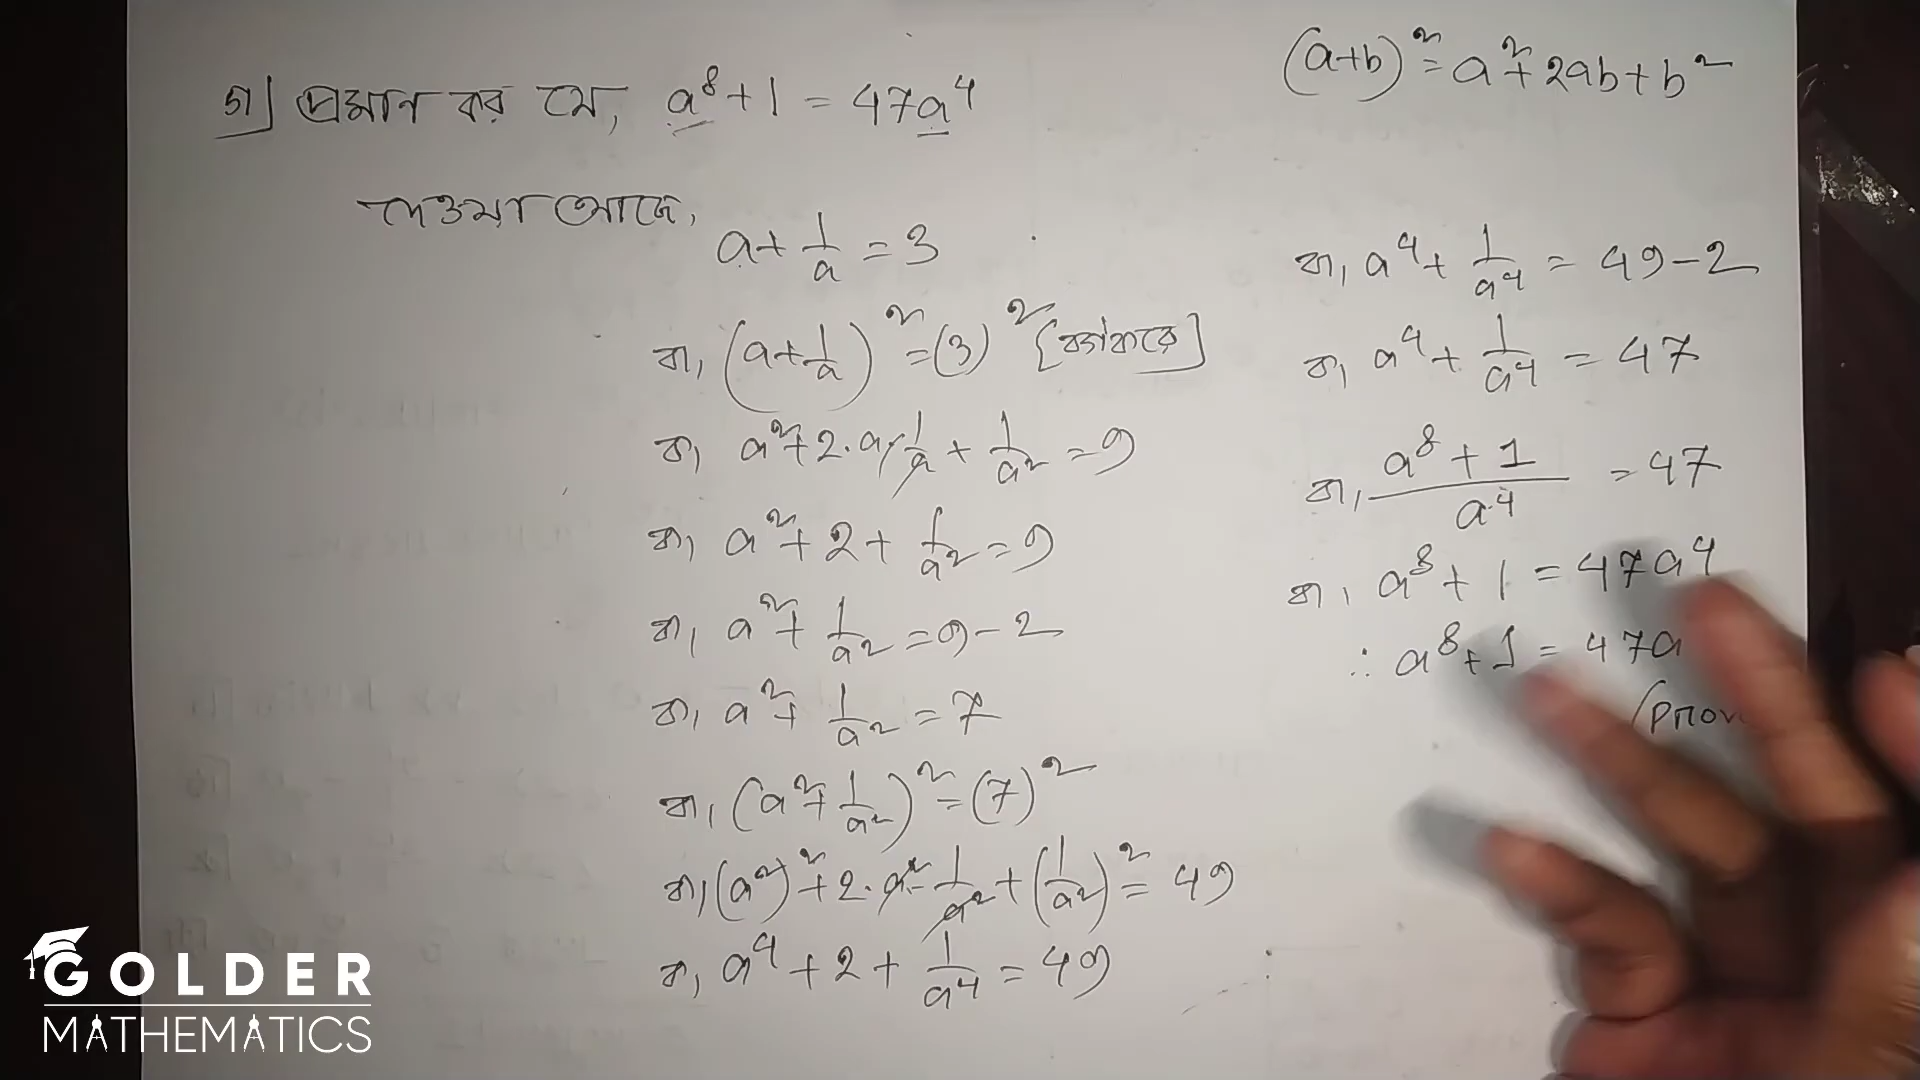 গ] প্রমান কর যে, a⁸+1 = 47a⁴
দেওয়া আছে,
a+1/a = 3
বা, (a+1/a)² = (3)² [বর্গকরে]
বা, a²+2.a.1/a + 1/a² = 9
বা, a²+2+ 1/a² = 9
বা, a²+ 1/a² = 9-2
বা, a²+ 1/a² = 7
বা, (a²+ 1/a²)² = (7)²
বা, (a²)²+2.a².1/a² + (1/a²)² = 49
বা, a⁴+2+ 1/a⁴ = 49
(a+b)² = a²+2ab+b²
বা, a⁴+ 1/a⁴ = 49-2
বা, a⁴+ 1/a⁴ = 47
বা, (a⁸+1)/a⁴ = 47
বা, a⁸+1 = 47a⁴
∴ a⁸+1 = 47a
GOLDER
MATHEMATICS